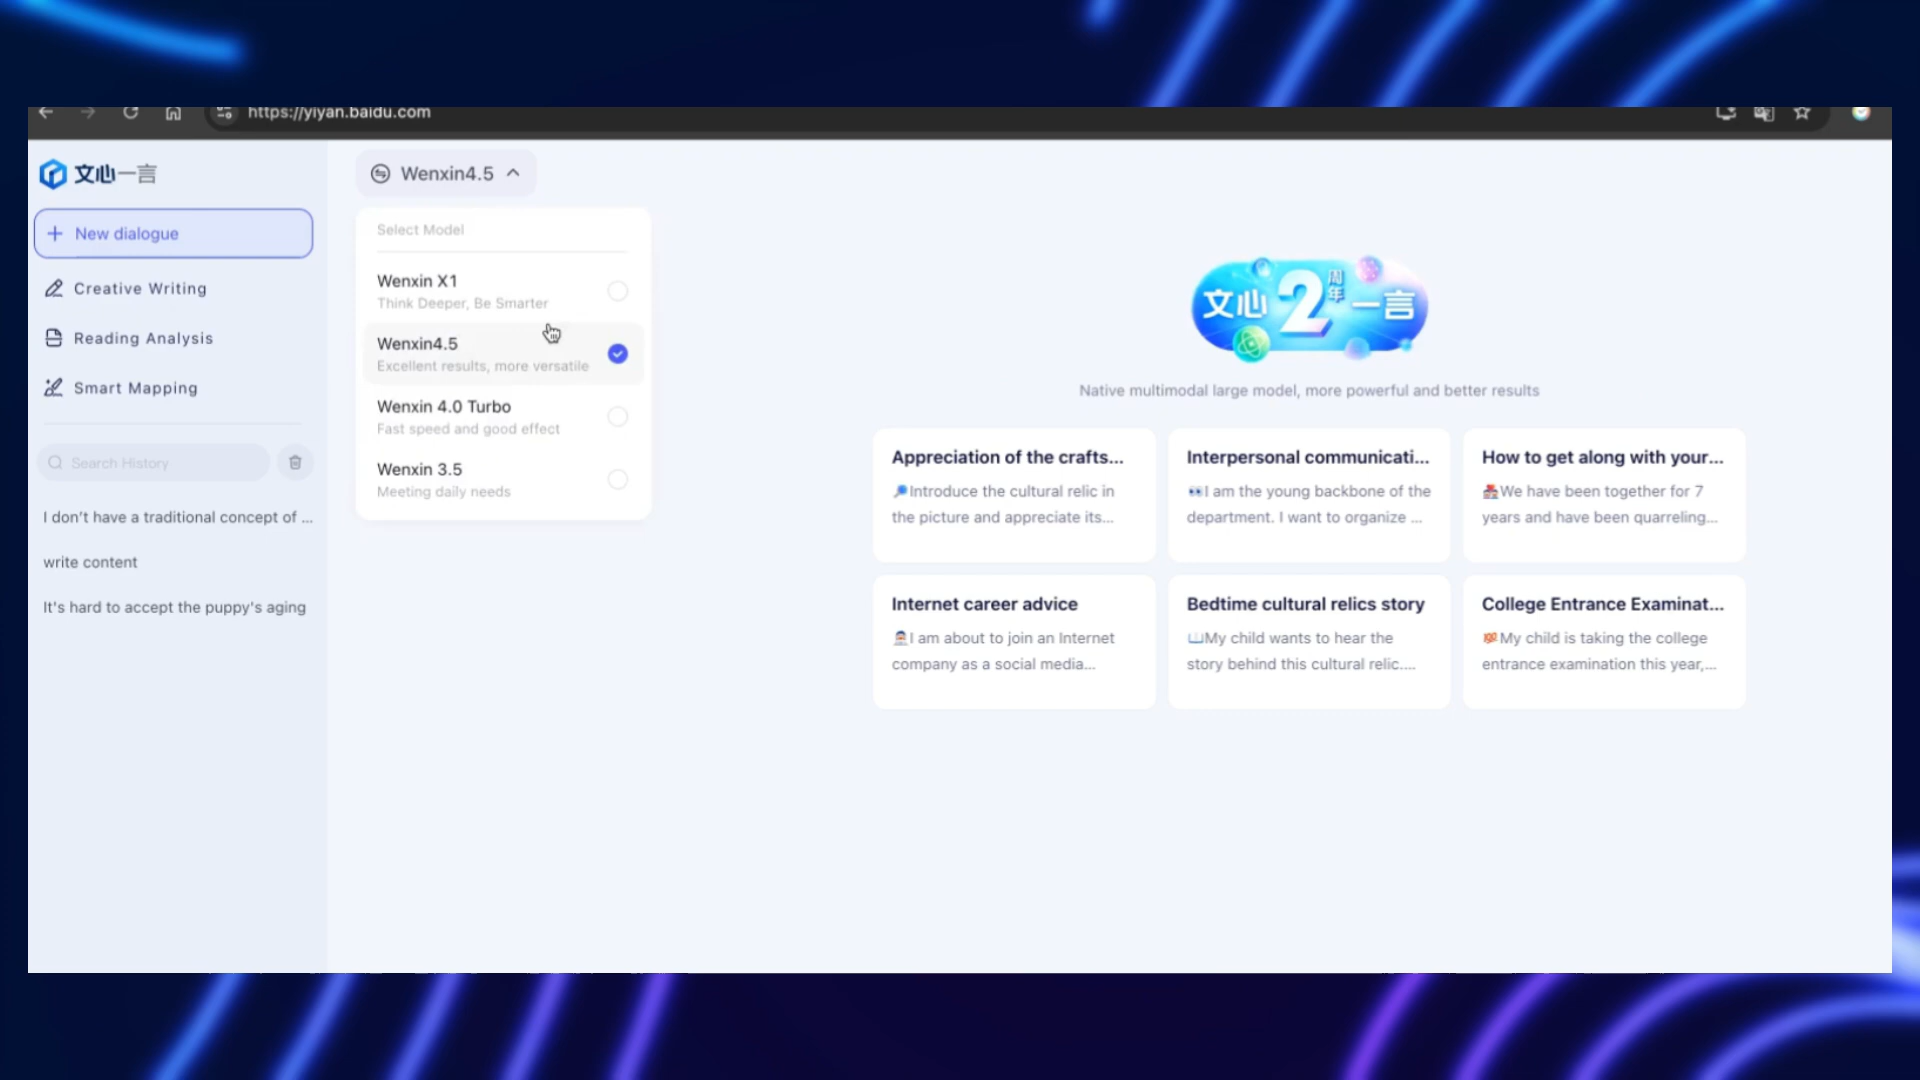 https://yiyan.baidu.com
文心一言
New dialogue
Creative Writing
Reading Analysis
Smart Mapping
Search History
I don't have a traditional concept of ...
write content
It's hard to accept the puppy's aging
Wenxin4.5
Select Model
Wenxin X1
Think Deeper, Be Smarter
Wenxin4.5
Excellent results, more versatile
Wenxin 4.0 Turbo
Fast speed and good effect
Wenxin 3.5
Meeting daily needs
文心2周年一言
Native multimodal large model, more powerful and better results
Appreciation of the crafts...
Introduce the cultural relic in
the picture and appreciate its...
Interpersonal communicati...
I am the young backbone of the
department. I want to organize ...
How to get along with your...
We have been together for 7
years and have been quarreling...
Internet career advice
I am about to join an Internet
company as a social media...
Bedtime cultural relics story
My child wants to hear the
story behind this cultural relic....
College Entrance Examinat...
My child is taking the college
entrance examination this year,...